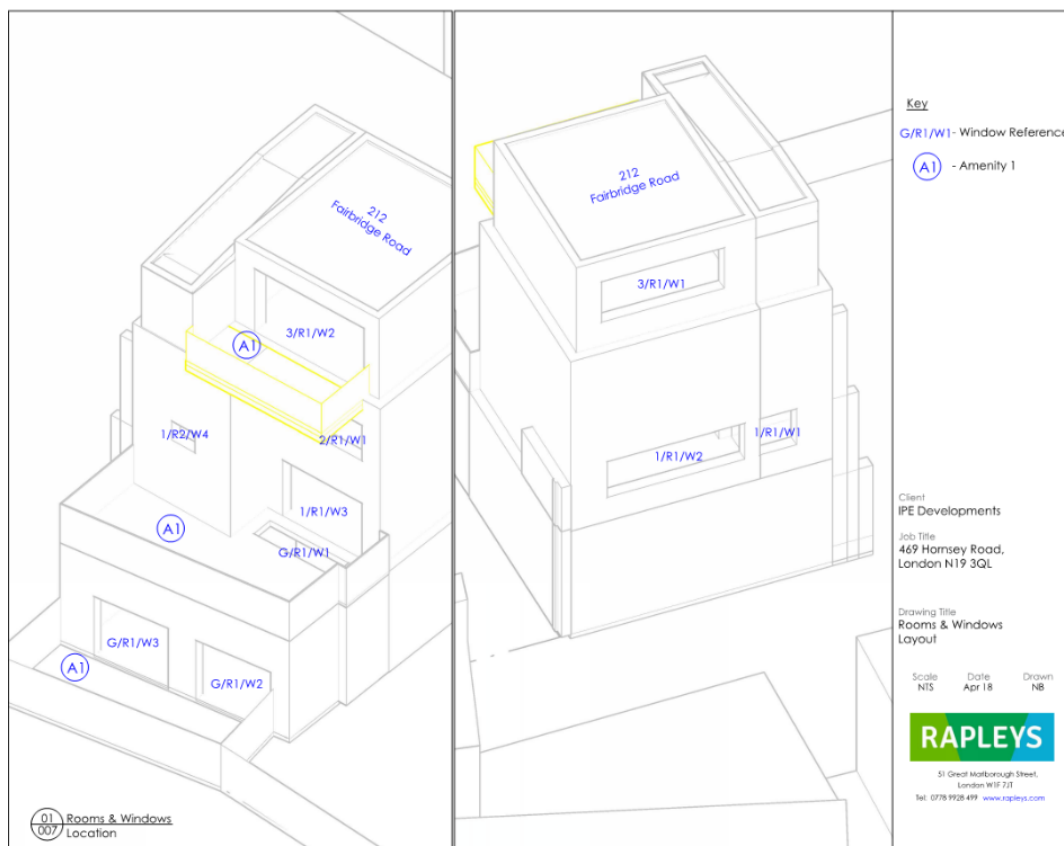 212
Fairbridge Road
3/R1/W2
A1
1/R2/W4
2/R1/W1
1/R1/W3
A1
G/R1/W1
G/R1/W3
A1
G/R1/W2
01
007
Rooms & Windows
Location
212
Fairbridge Road
3/R1/W1
1/R1/W1
1/R1/W2
Key
G/R1/W1 - Window Reference
A1 - Amenity 1
Client
IPE Developments
Job Title
469 Hornsey Road,
London N19 3QL
Drawing Title
Rooms & Windows
Layout
Scale Date Drawn
NTS Apr 18 NB
RAPLEYS
51 Great Marlborough Street,
London W1F 7JT
Tel: 0778 9928 499 www.rapleys.com